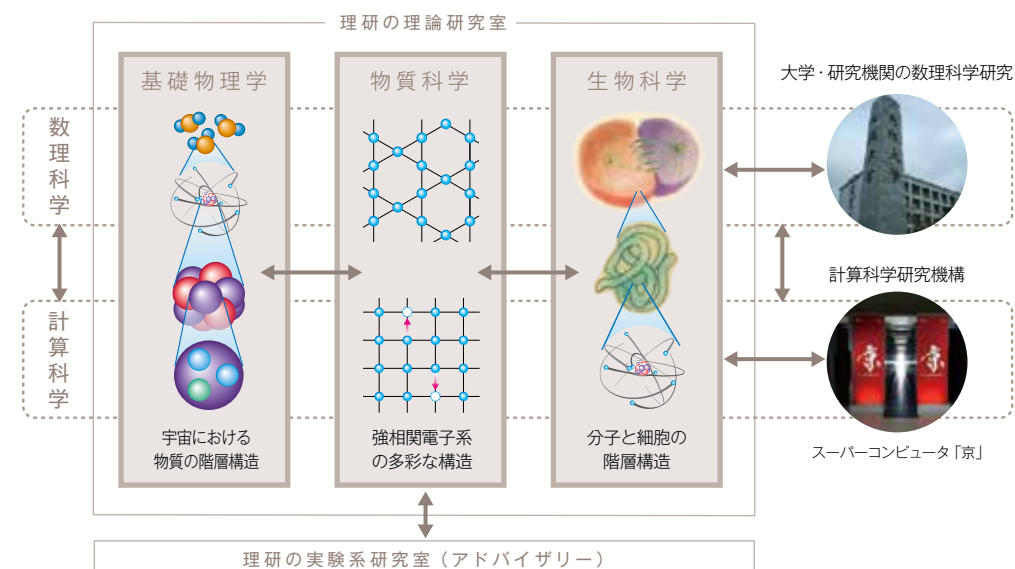 理研の理論研究室
基礎物理学
物質科学
生物科学
大学・研究機関の数理科学研究
数理科学
計算科学研究機構
計算科学
京
京
宇宙における
物質の階層構造
強相関電子系
の多彩な構造
分子と細胞の
階層構造
スーパーコンピュータ「京」
理研の実験系研究室（アドバイザリー）